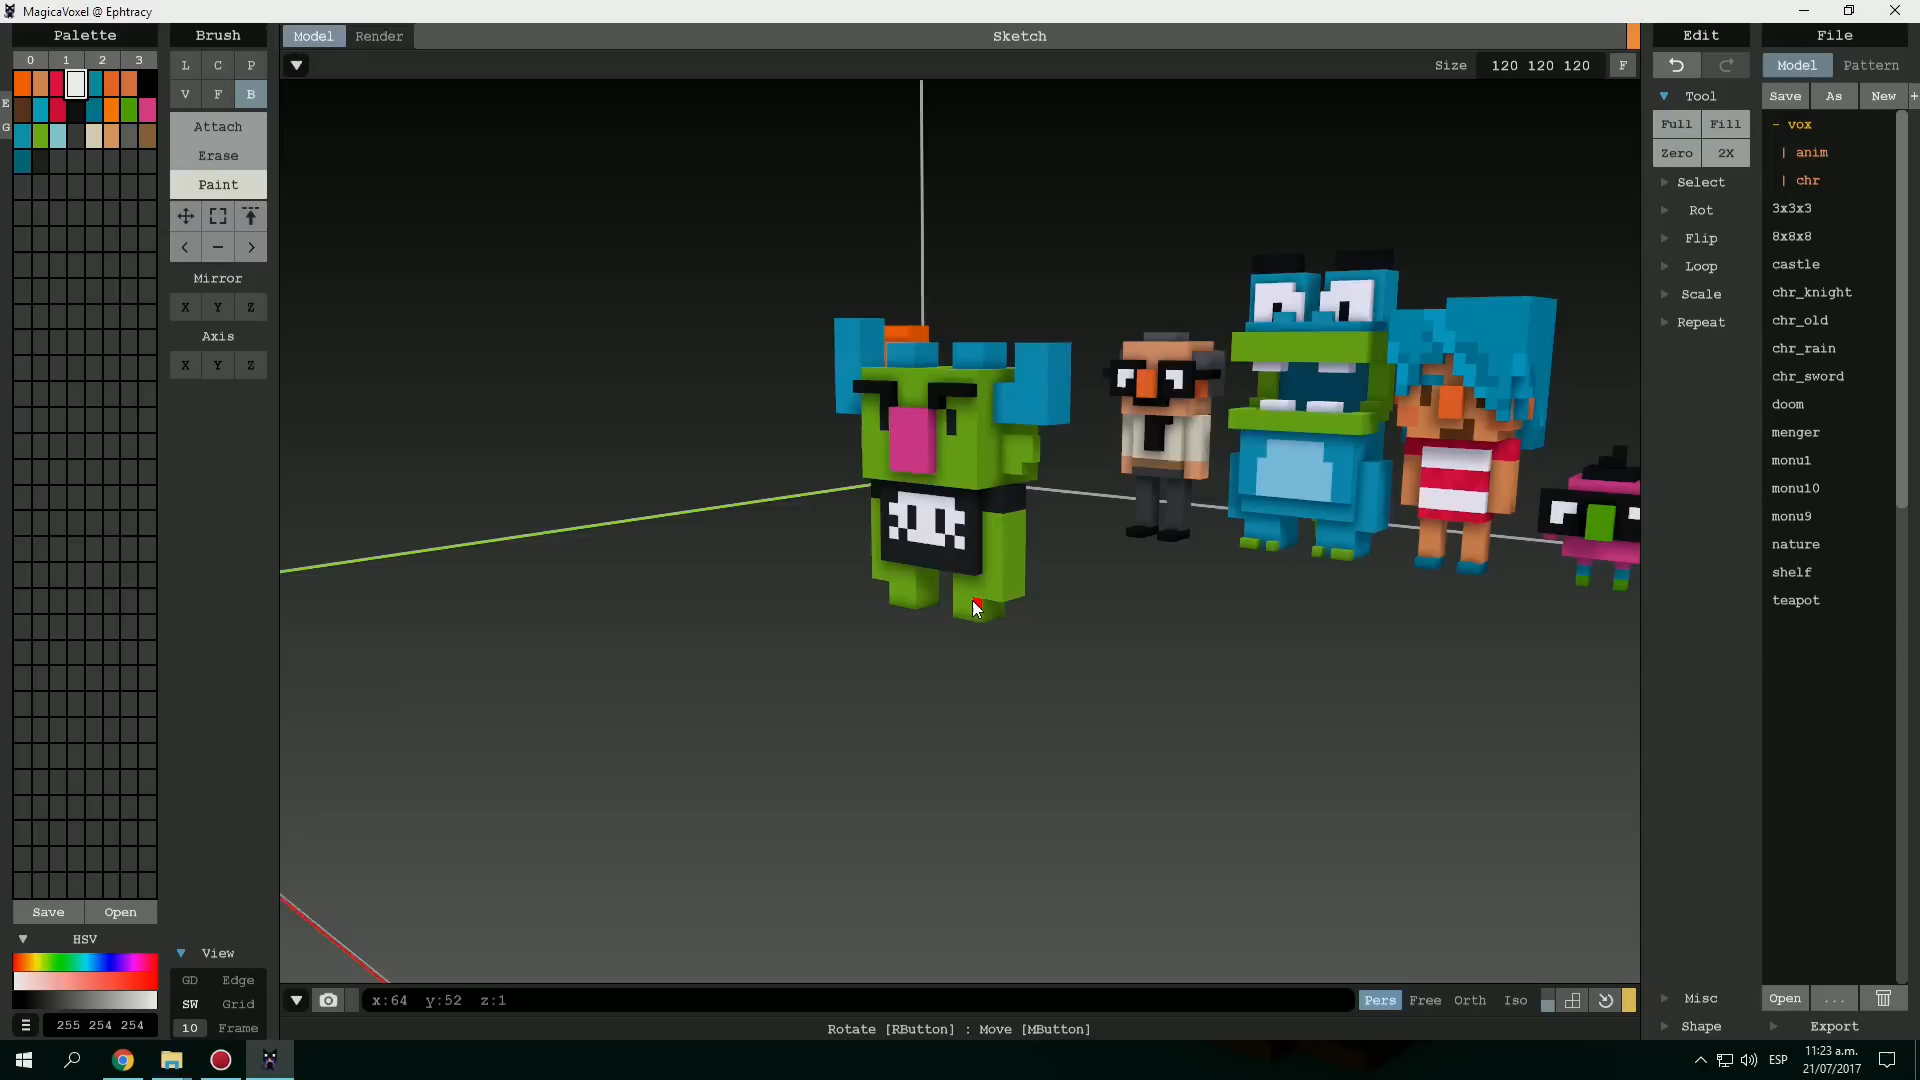 MagicaVoxel @ Ephtracy
Palette
0 1 2 3
E
G
Save Open
HSV
255 254 254
Brush
L C P
V F B
Attach
Erase
Paint
< - >
Mirror
X Y Z
Axis
X Y Z
View
GD Edge
SW Grid
10 Frame
Model Render
Sketch
Size 120 120 120 F
x:64 y:52 z:1
Pers Free Orth Iso
Rotate [RButton] : Move [MButton]
Edit
Tool
Full Fill
Zero 2X
Select
Rot
Flip
Loop
Scale
Repeat
Misc
Shape
File
Model Pattern
Save As New +
- vox
| anim
| chr
3x3x3
8x8x8
castle
chr_knight
chr_old
chr_rain
chr_sword
doom
menger
monu1
monu10
monu9
nature
shelf
teapot
Open ...
Export
ESP
11:23 a.m.
21/07/2017